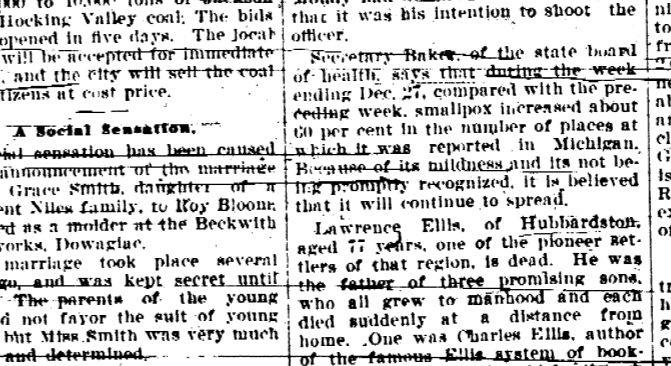 Hocking Valley coal. The bids
opened in five days. The local
will be accepted for immediate
, and the city will sell the coal
tizens at cost price.
A Social Sensation.
ial sensation has been caused
announcement of the marriage
Grace Smith, daughter of a
ent Niles family, to Roy Bloom,
ed as a molder at the Beckwith
works, Dowagiac.
marriage took place several
go, and was kept secret until
The parents of the young
d not favor the suit of young
but Miss Smith was very much
and determined.
that it was his intention to shoot the
officer.
Secretary Baker, of the state board
of health, says that during the week
ending Dec. 27, compared with the pre-
ceding week, smallpox increased about
60 per cent in the number of places at
which it was reported in Michigan.
Because of its mildness and its not be-
ing promptly recognized, it is believed
that it will continue to spread.
Lawrence Ellis, of Hubbardston,
aged 77 years, one of the pioneer set-
tlers of that region, is dead. He was
the father of three promising sons,
who all grew to manhood and each
died suddenly at a distance from
home. One was Charles Ellis, author
of the famous Ellis system of book-